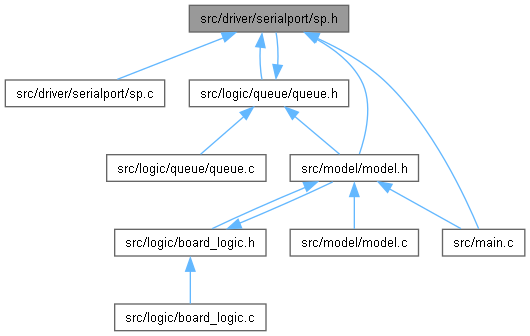 src/driver/serialport/sp.h
src/driver/serialport/sp.c
src/logic/queue/queue.h
src/logic/queue/queue.c
src/model/model.h
src/logic/board_logic.h
src/model/model.c
src/main.c
src/logic/board_logic.c